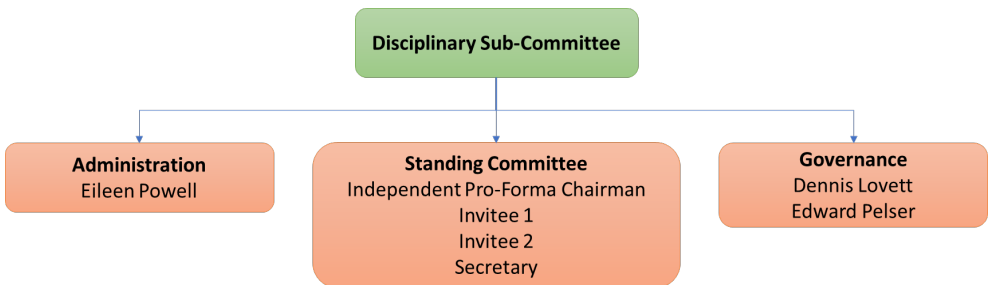 Disciplinary Sub-Committee
Administration
Eileen Powell
Standing Committee
Independent Pro-Forma Chairman
Invitee 1
Invitee 2
Secretary
Governance
Dennis Lovett
Edward Pelser